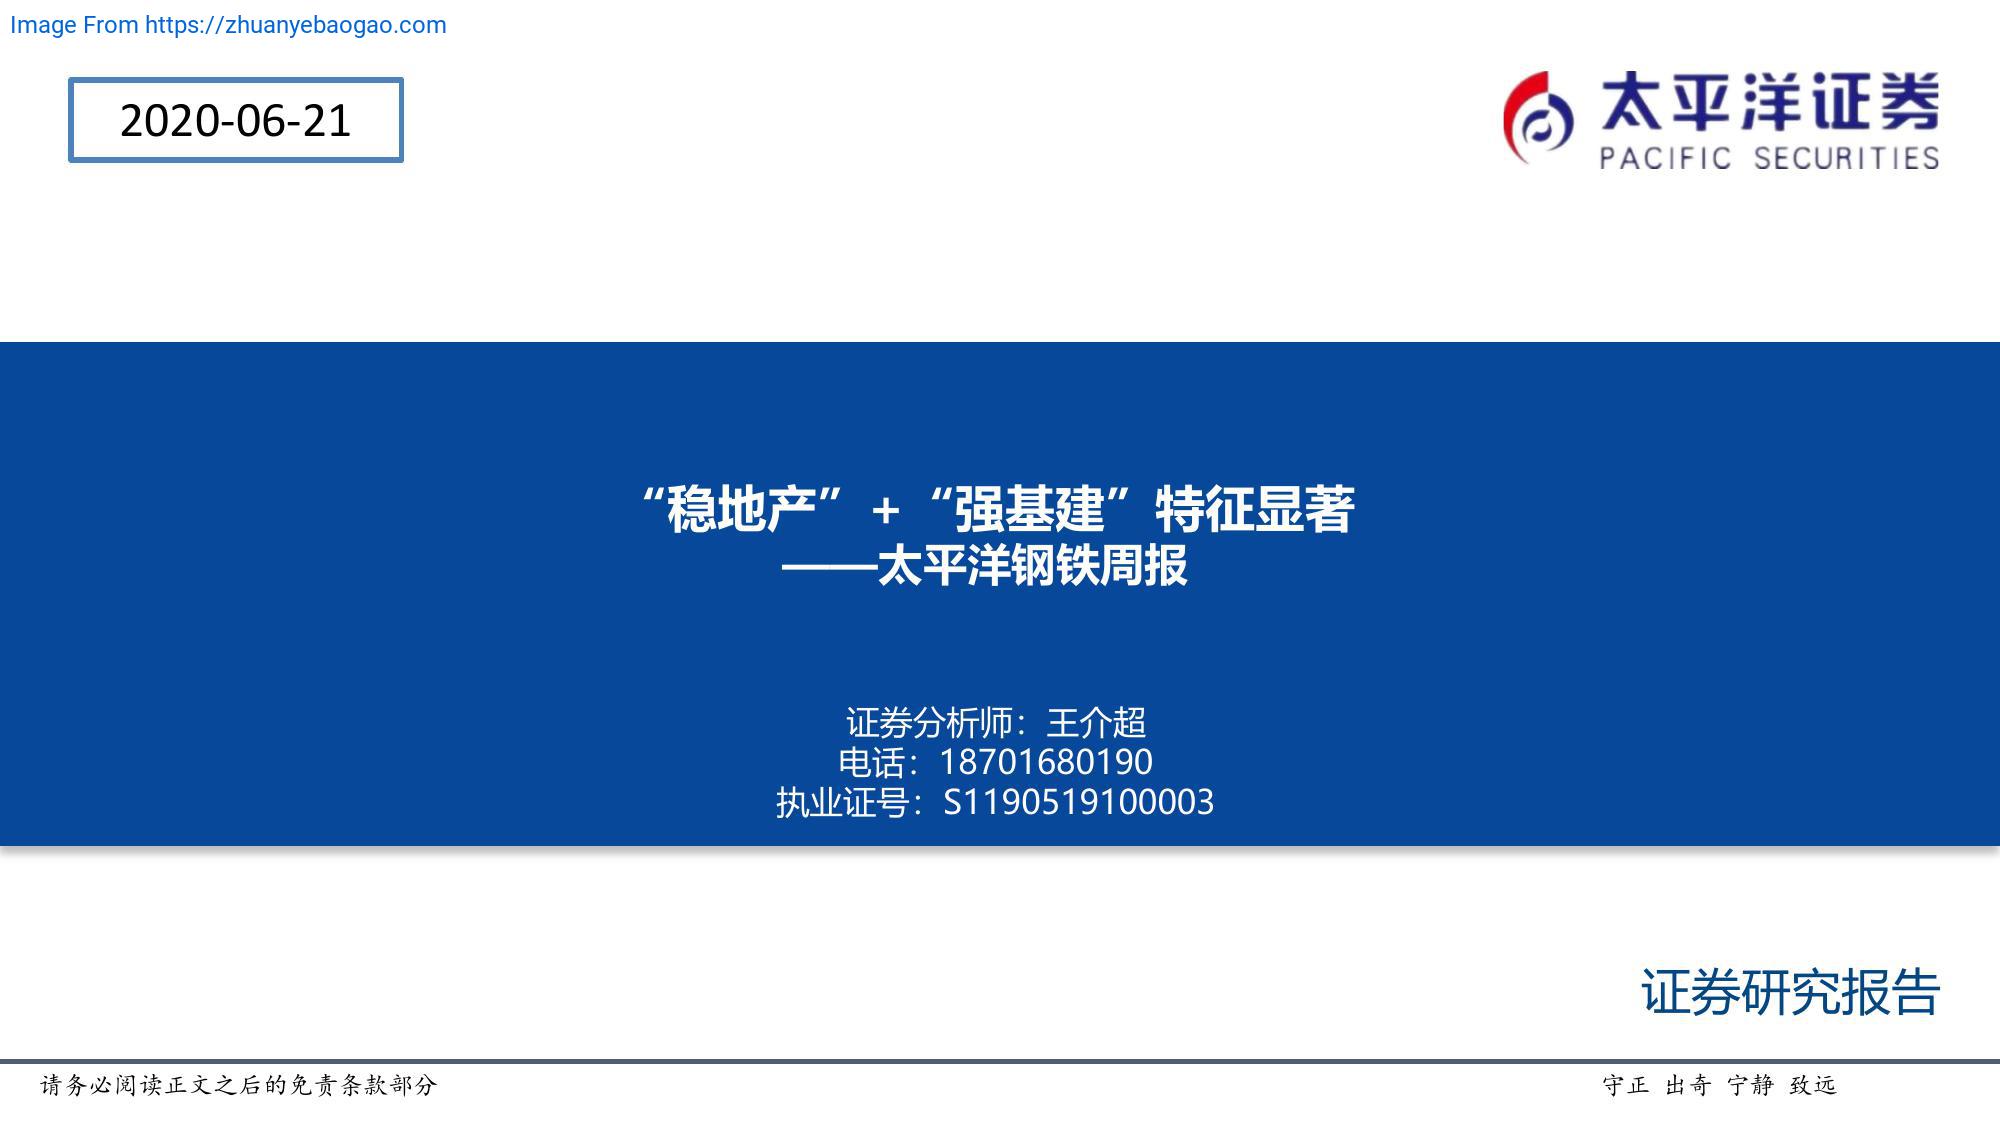 Image From https://zhuanyebaogao.com
2020-06-21
太平洋证券
PACIFIC SECURITIES
“稳地产”+“强基建”特征显著
——太平洋钢铁周报
证券分析师：王介超
电话：18701680190
执业证号：S1190519100003
证券研究报告
请务必阅读正文之后的免责条款部分
守正 出奇 宁静 致远